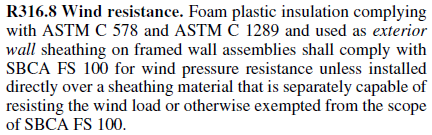 R316.8 Wind resistance. Foam plastic insulation complying
with ASTM C 578 and ASTM C 1289 and used as exterior
wall sheathing on framed wall assemblies shall comply with
SBCA FS 100 for wind pressure resistance unless installed
directly over a sheathing material that is separately capable of
resisting the wind load or otherwise exempted from the scope
of SBCA FS 100.